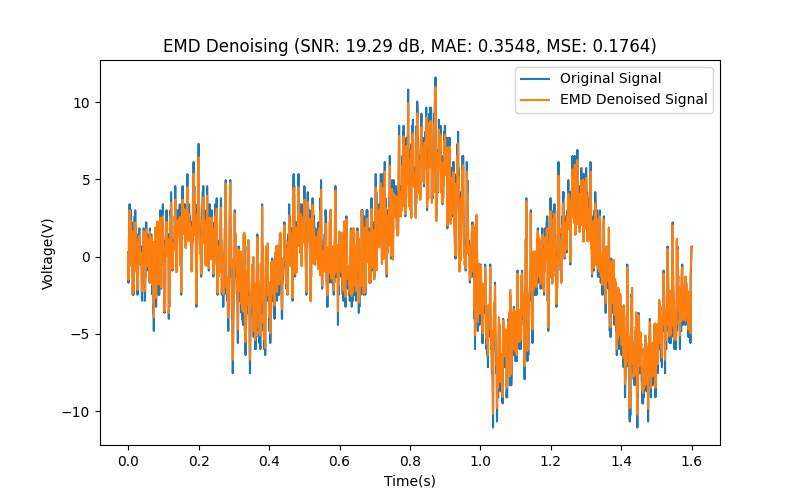 EMD Denoising (SNR: 19.29 dB, MAE: 0.3548, MSE: 0.1764)
Original Signal
EMD Denoised Signal
10
5
0
−5
−10
Voltage(V)
0.0 0.2 0.4 0.6 0.8 1.0 1.2 1.4 1.6
Time(s)